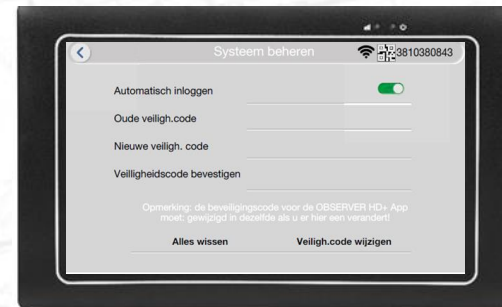 Systeem beheren 3810380843
Automatisch inloggen
Oude veiligh.code
Nieuwe veiligh. code
Veilligheidscode bevestigen
Opmerking: de beveiligingscode voor de OBSERVER HD+ App
moet; gewijzigd in dezelfde als u er hier een verandert!
Alles wissen Veiligh.code wijzigen